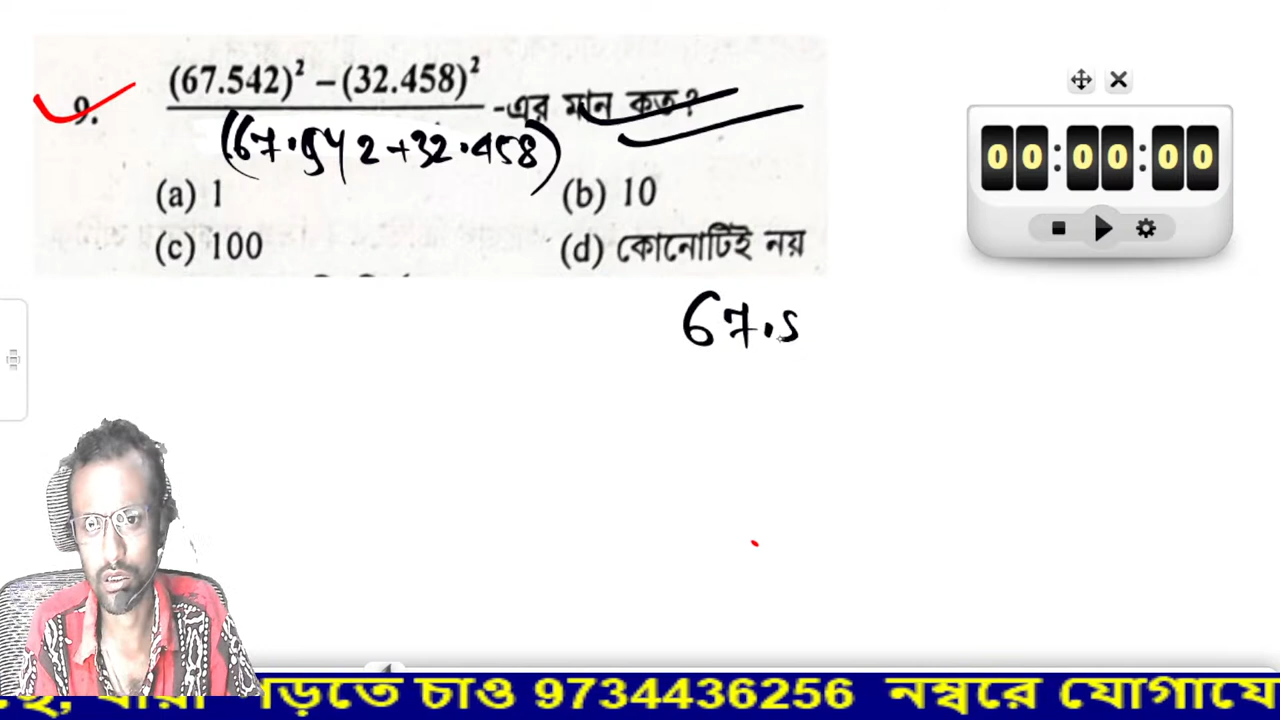 9. (67.542)² – (32.458)² -এর মান কত?
(67.542+32.458)
(a) 1 (b) 10
(c) 100 (d) কোনোটিই নয়
67.5
00:00:00
পড়তে চাও 9734436256 নম্বরে